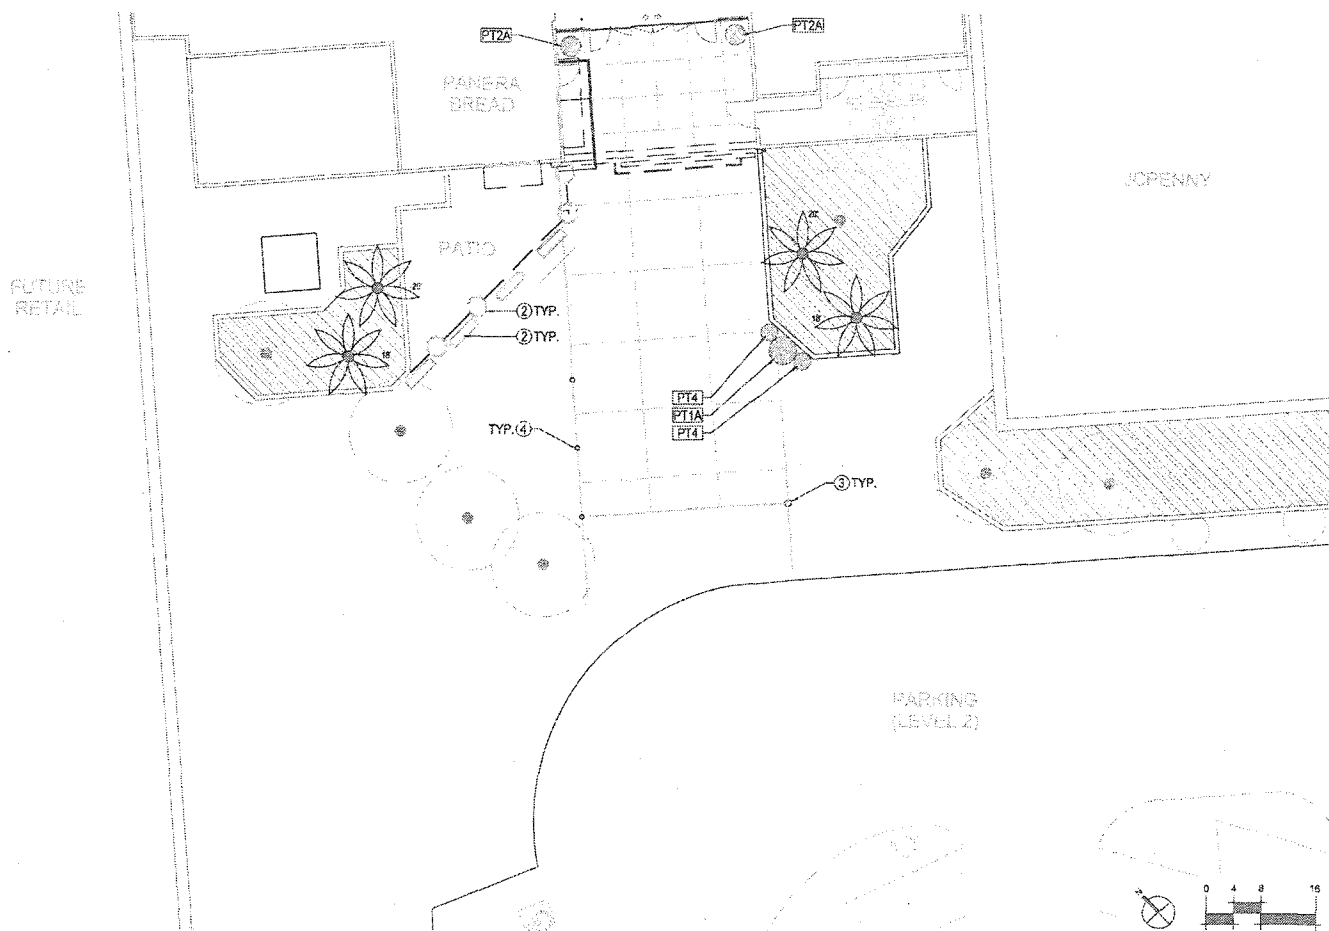 PT2A
PT2A
PANERA
BREAD
JCPENNY
PATIO
FUTURE
RETAIL
20'
20'
18'
18'
2 TYP.
2 TYP.
PT4
PT1A
PT4
TYP. 4
3 TYP.
PARKING
(LEVEL 2)
0 4 8 16